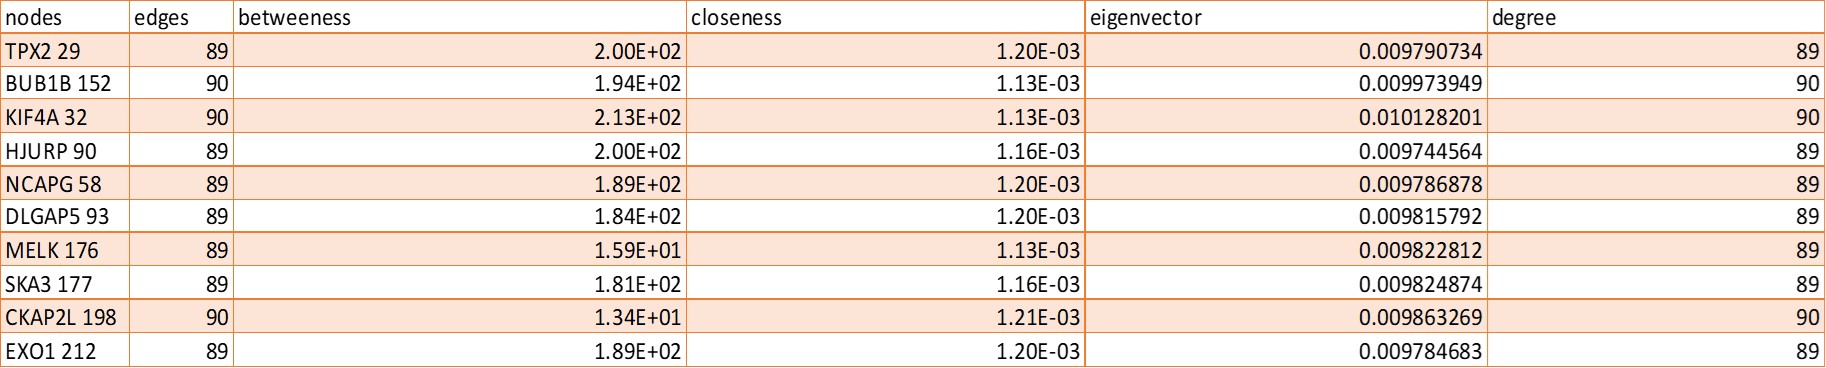 nodes edges betweeness closeness eigenvector degree
TPX2 29 89 2.00E+02 1.20E-03 0.009790734 89
BUB1B 152 90 1.94E+02 1.13E-03 0.009973949 90
KIF4A 32 90 2.13E+02 1.13E-03 0.010128201 90
HJURP 90 89 2.00E+02 1.16E-03 0.009744564 89
NCAPG 58 89 1.89E+02 1.20E-03 0.009786878 89
DLGAP5 93 89 1.84E+02 1.20E-03 0.009815792 89
MELK 176 89 1.59E+01 1.13E-03 0.009822812 89
SKA3 177 89 1.81E+02 1.16E-03 0.009824874 89
CKAP2L 198 90 1.34E+01 1.21E-03 0.009863269 90
EXO1 212 89 1.89E+02 1.20E-03 0.009784683 89